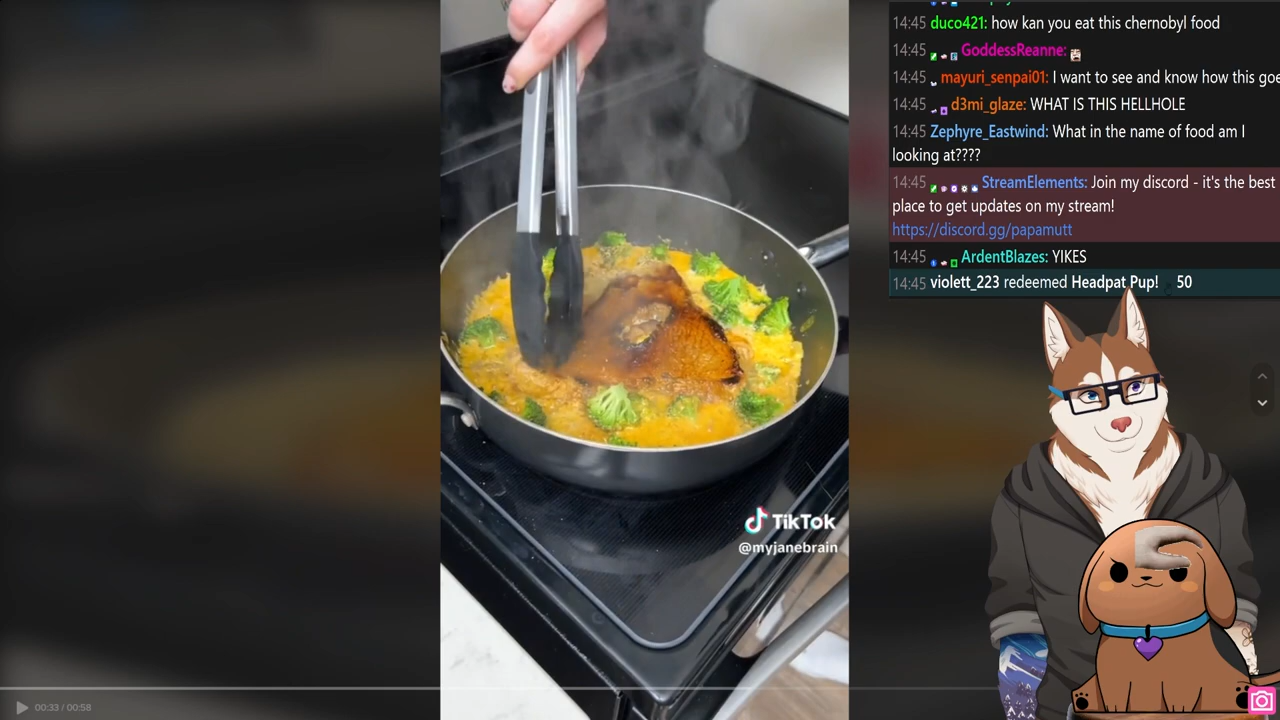 14:45 duco421: how kan you eat this chernobyl food
14:45 GoddessReanne:
14:45 mayuri_senpai01: I want to see and know how this goe
14:45 d3mi_glaze: WHAT IS THIS HELLHOLE
14:45 Zephyre_Eastwind: What in the name of food am I
looking at????
14:45 StreamElements: Join my discord - it's the best
place to get updates on my stream!
https://discord.gg/papamutt
14:45 ArdentBlazes: YIKES
14:45 violett_223 redeemed Headpat Pup! 50
TikTok
@myjanebrain
00:33 / 00:58